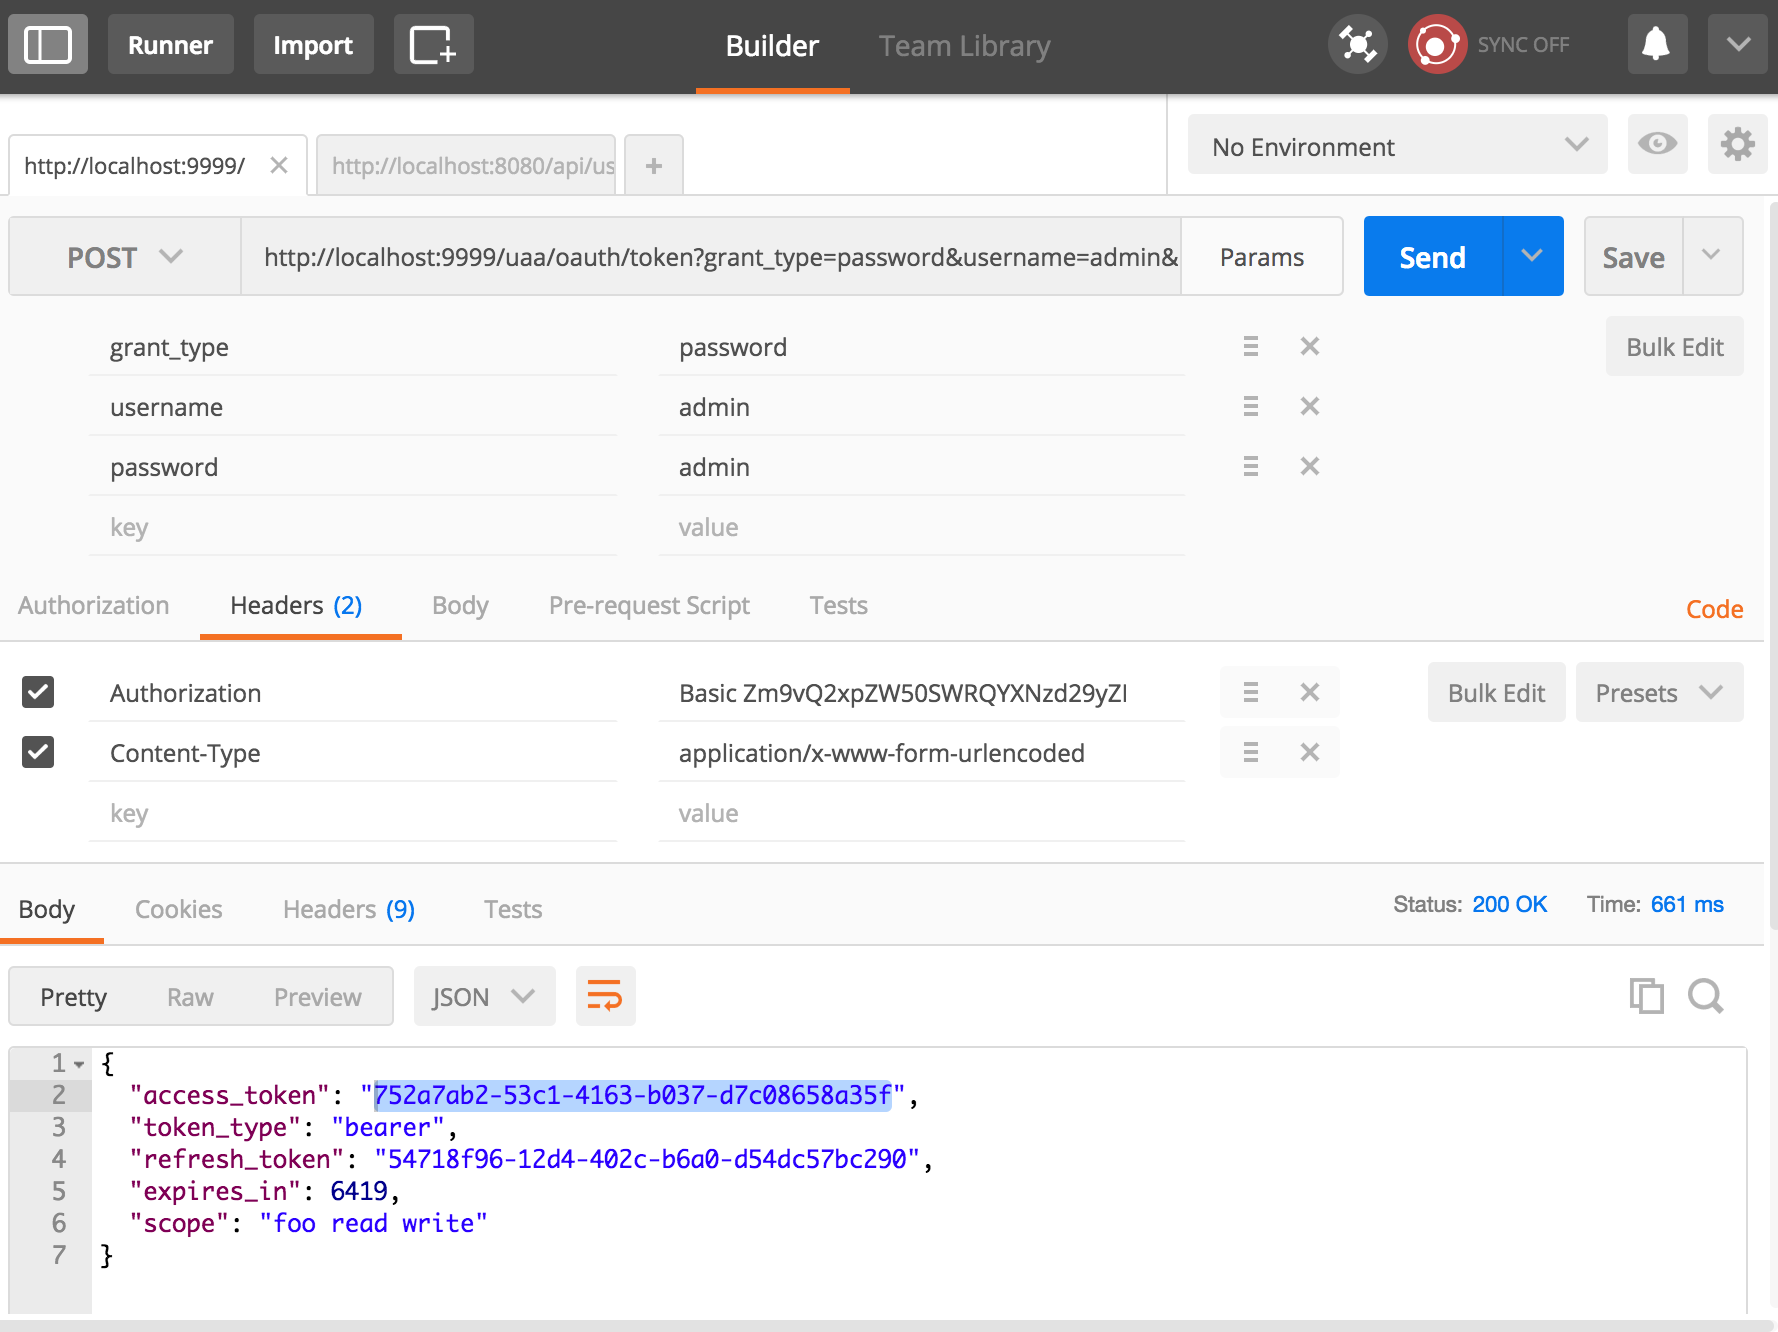 Runner Import Builder Team Library SYNC OFF
http://localhost:9999/ http://localhost:8080/api/us + No Environment
POST http://localhost:9999/uaa/oauth/token?grant_type=password&username=admin& Params Send Save
grant_type password Bulk Edit
username admin
password admin
key value
Authorization Headers (2) Body Pre-request Script Tests Code
Authorization Basic Zm9vQ2xpZW50SWRQYXNzd29yZI Bulk Edit Presets
Content-Type application/x-www-form-urlencoded
key value
Body Cookies Headers (9) Tests Status: 200 OK Time: 661 ms
Pretty Raw Preview JSON
1 {
2 "access_token": "752a7ab2-53c1-4163-b037-d7c08658a35f",
3 "token_type": "bearer",
4 "refresh_token": "54718f96-12d4-402c-b6a0-d54dc57bc290",
5 "expires_in": 6419,
6 "scope": "foo read write"
7 }